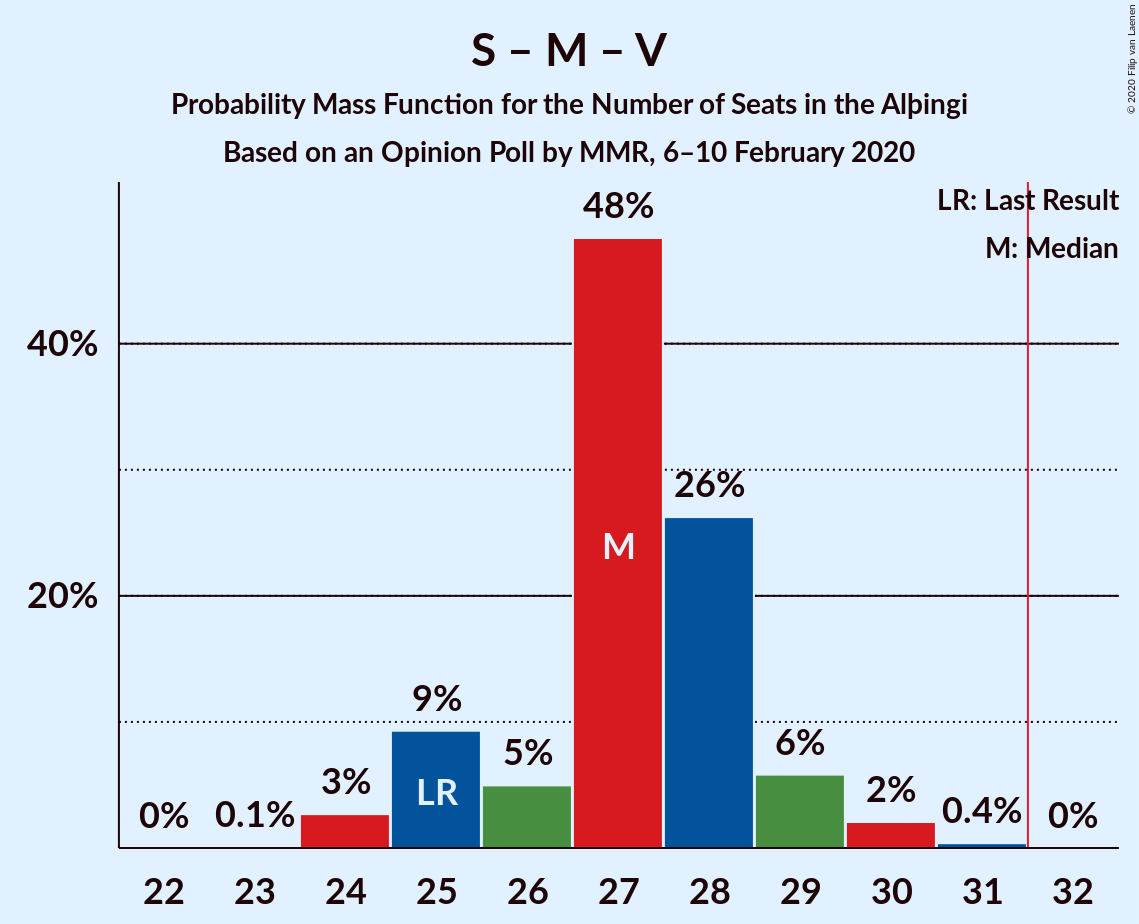 S – M – V
Probability Mass Function for the Number of Seats in the Alþingi
Based on an Opinion Poll by MMR, 6–10 February 2020
© 2020 Filip van Laenen
LR: Last Result
M: Median
48%
40%
26%
M
20%
9%
6%
5%
3%
LR
2%
0%
0.1%
0.4%
0%
22 23 24 25 26 27 28 29 30 31 32